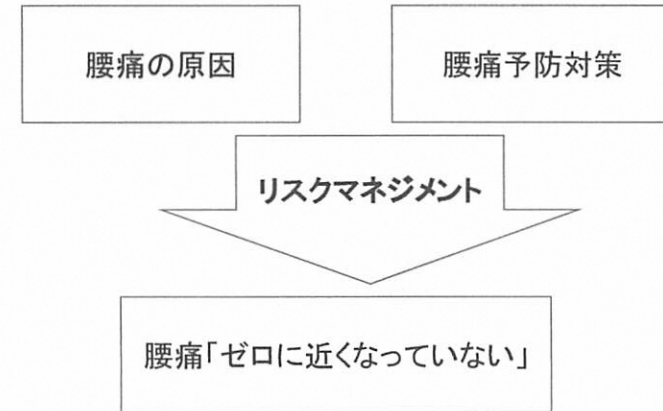 腰痛の原因
腰痛予防対策
リスクマネジメント
腰痛「ゼロに近くなっていない」